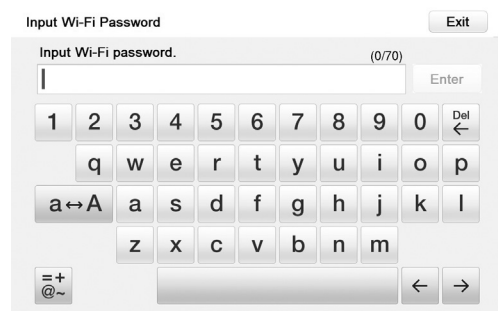 Input Wi-Fi Password Exit
Input Wi-Fi password. (0/70)
Enter
1 2 3 4 5 6 7 8 9 0 Del ←
q w e r t y u i o p
a↔A a s d f g h j k l
z x c v b n m
=+ ← →
@~